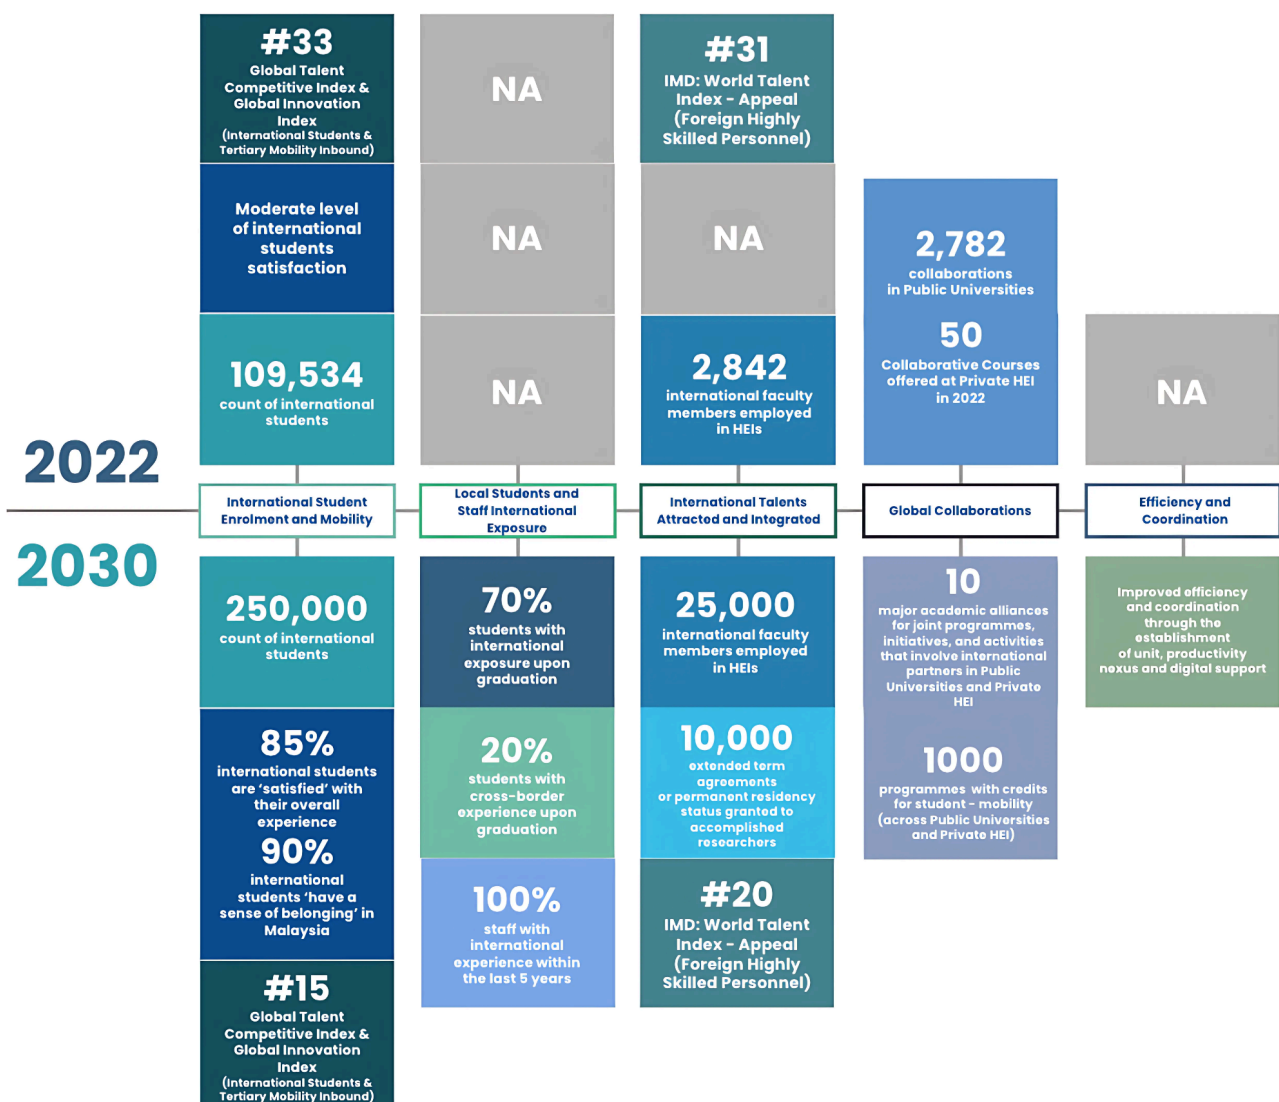 #33
Global Talent
Competitive Index &
Global Innovation
Index
(International Students &
Tertiary Mobility Inbound)
NA
#31
IMD: World Talent
Index - Appeal
(Foreign Highly
Skilled Personnel)
Moderate level
of international
students
satisfaction
NA
NA
2,782
collaborations
in Public Universities
109,534
count of international
students
NA
2,842
international faculty
members employed
in HEIs
50
Collaborative Courses
offered at Private HEI
in 2022
NA
2022
International Student
Enrolment and Mobility
Local Students and
Staff International
Exposure
International Talents
Attracted and Integrated
Global Collaborations
Efficiency and
Coordination
2030
250,000
count of international
students
70%
students with
international
exposure upon
graduation
25,000
international faculty
members employed
in HEIs
10
major academic alliances
for joint programmes,
initiatives, and activities
that involve international
partners in Public
Universities and Private
HEI
Improved efficiency
and coordination
through the
establishment
of unit, productivity
nexus and digital support
85%
international students
are ‘satisfied’ with
their overall
experience
90%
international
students ‘have a
sense of belonging’ in
Malaysia
20%
students with
cross-border
experience upon
graduation
10,000
extended term
agreements
or permanent residency
status granted to
accomplished
researchers
1000
programmes with credits
for student - mobility
(across Public Universities
and Private HEI)
100%
staff with
international
experience within
the last 5 years
#20
IMD: World Talent
Index - Appeal
(Foreign Highly
Skilled Personnel)
#15
Global Talent
Competitive Index &
Global Innovation
Index
(International Students &
Tertiary Mobility Inbound)